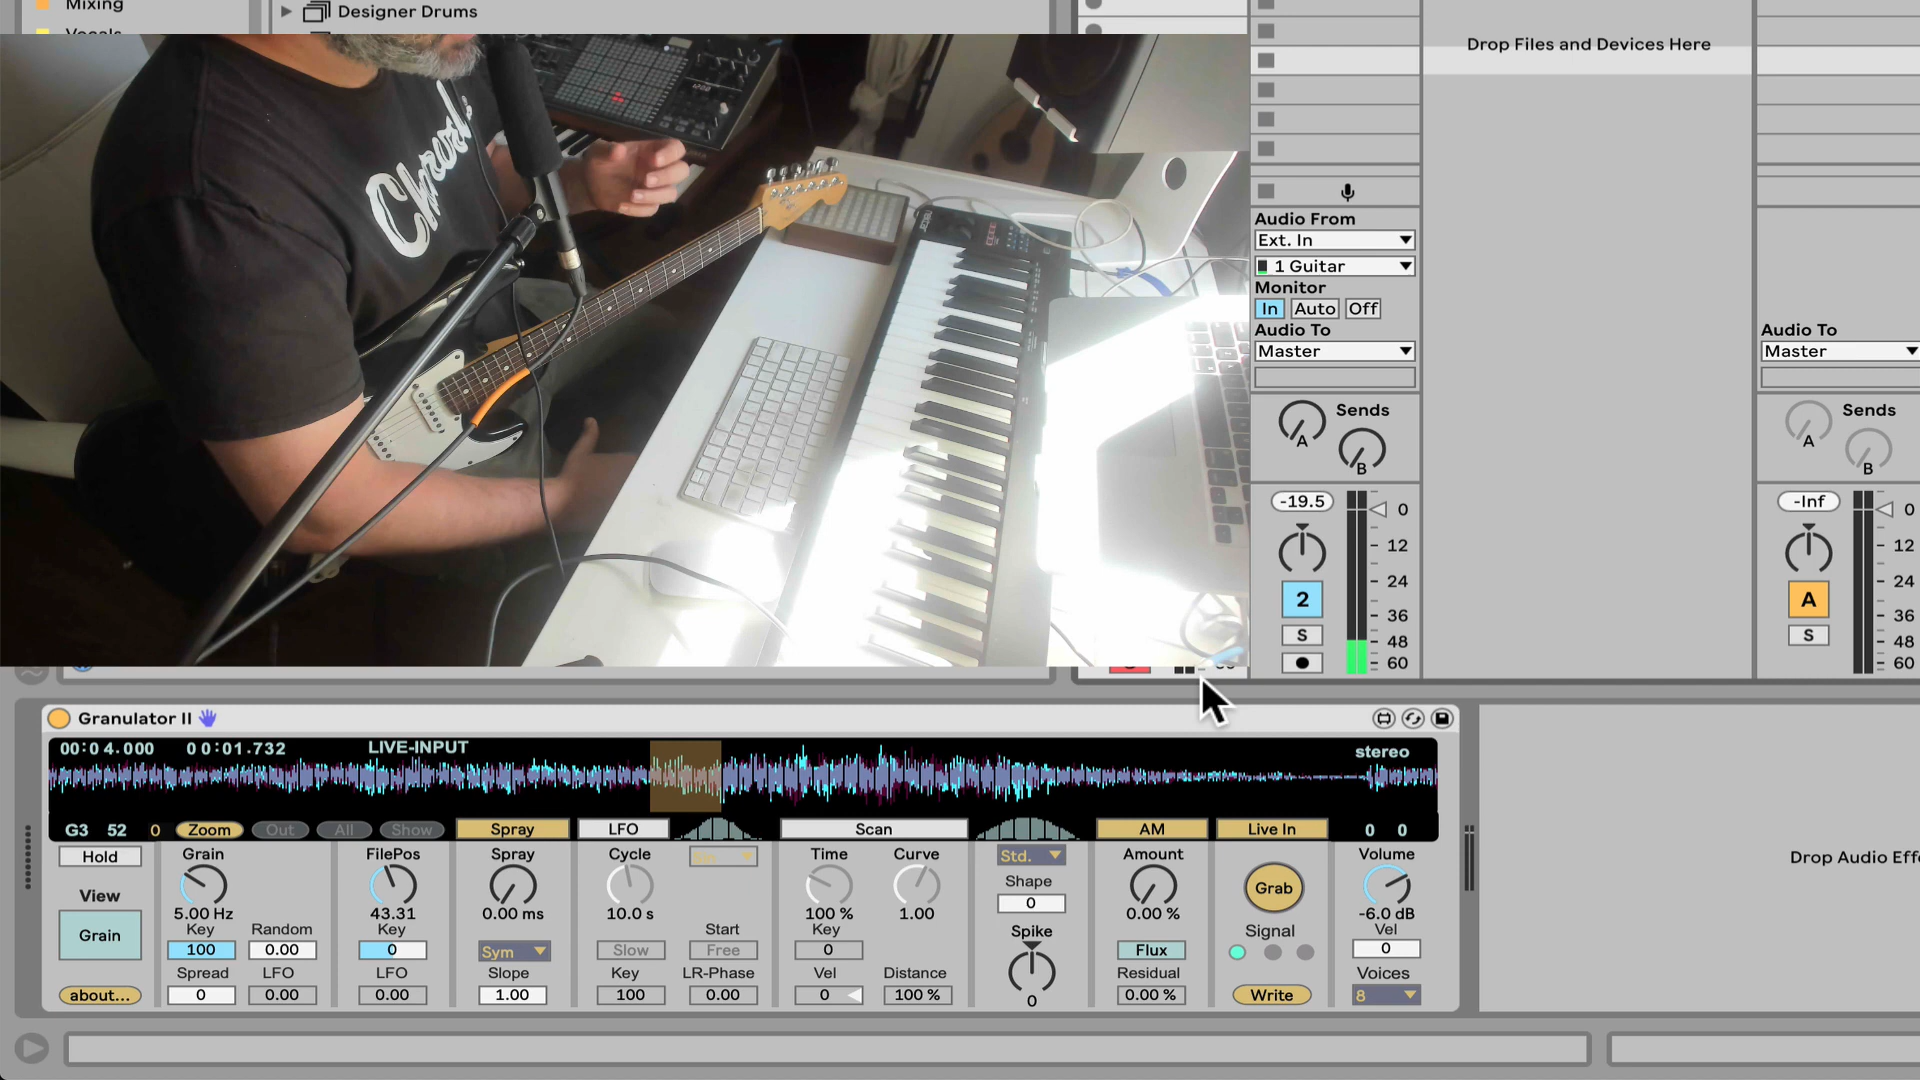 Mixing
Designer Drums
Vocals
Drop Files and Devices Here
Audio From
Ext. In
1 Guitar
Monitor
In Auto Off
Audio To
Master
Audio To
Master
Sends
A
B
Sends
A
B
-19.5
0
12
24
36
48
60
2
S
-Inf
0
12
24
36
48
60
A
S
Granulator II
00:04.000 00:01.732 LIVE-INPUT stereo
G3 52 0 Zoom Out All Show Spray LFO Scan AM Live In 0 0
Hold Grain FilePos Spray Cycle Time Curve Std. Amount Volume
View
Grain
about...
5.00 Hz
Key Random
100 0.00
Spread LFO
0 0.00
43.31
Key
0
LFO
0.00
0.00 ms
Sym
Slope
1.00
10.0 s
Start
Slow Free
Key LR-Phase
100 0.00
100 % 1.00
Key
0
Vel Distance
0 100 %
Shape
0
Spike
0
0.00 %
Flux
Residual
0.00 %
Grab
Signal
Write
-6.0 dB
Vel
0
Voices
8